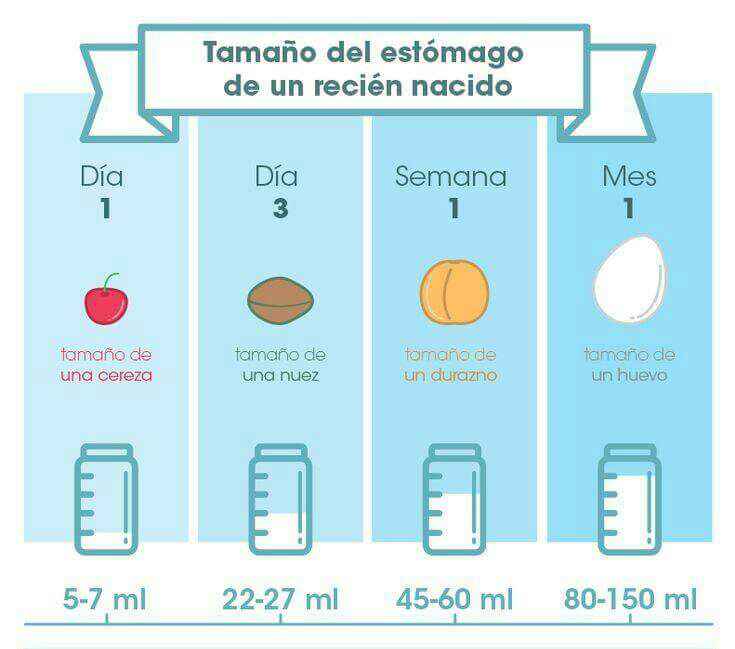 Tamaño del estómago
de un recién nacido
Día
1
Día
3
Semana
1
Mes
1
tamaño de
una cereza
tamaño de
una nuez
tamaño de
un durazno
tamaño de
un huevo
5-7 ml
22-27 ml
45-60 ml
80-150 ml